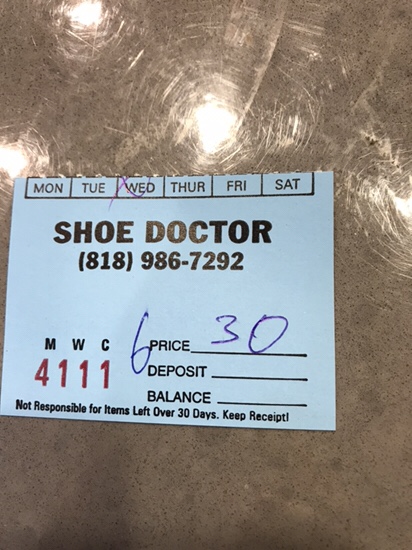 MON TUE WED THUR FRI SAT
SHOE DOCTOR
(818) 986-7292
M W C 6 PRICE 30
4111 DEPOSIT
BALANCE
Not Responsible for Items Left Over 30 Days. Keep Receipt!